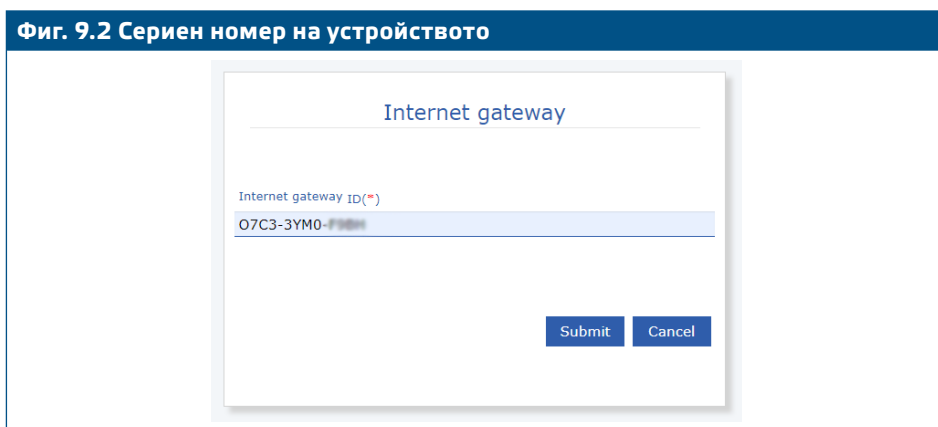 Фиг. 9.2 Сериен номер на устройството
Internet gateway
Internet gateway ID(*)
O7C3-3YM0-
Submit Cancel